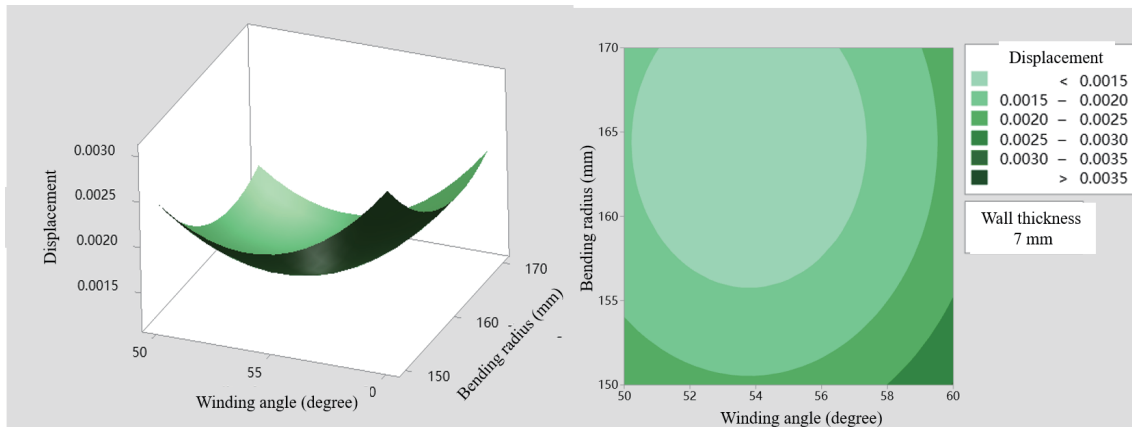 0.0030
0.0025
0.0020
0.0015
Displacement
50
55
0
Winding angle (degree)
150
160
170
Bending radius (mm)
170
165
160
155
150
Bending radius (mm)
50 52 54 56 58 60
Winding angle (degree)
Displacement
< 0.0015
0.0015 – 0.0020
0.0020 – 0.0025
0.0025 – 0.0030
0.0030 – 0.0035
> 0.0035
Wall thickness
7 mm